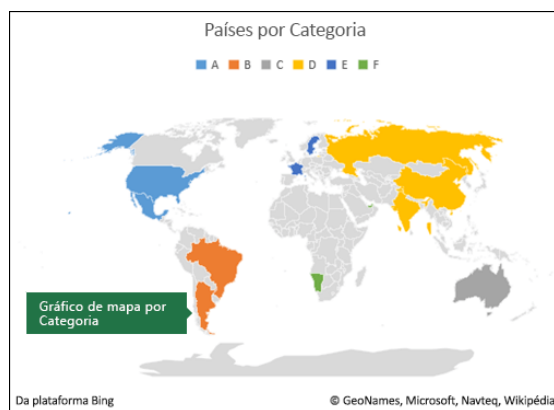 Países por Categoria
A B C D E F
Gráfico de mapa por
Categoria
Da plataforma Bing
© GeoNames, Microsoft, Navteq, Wikipédia